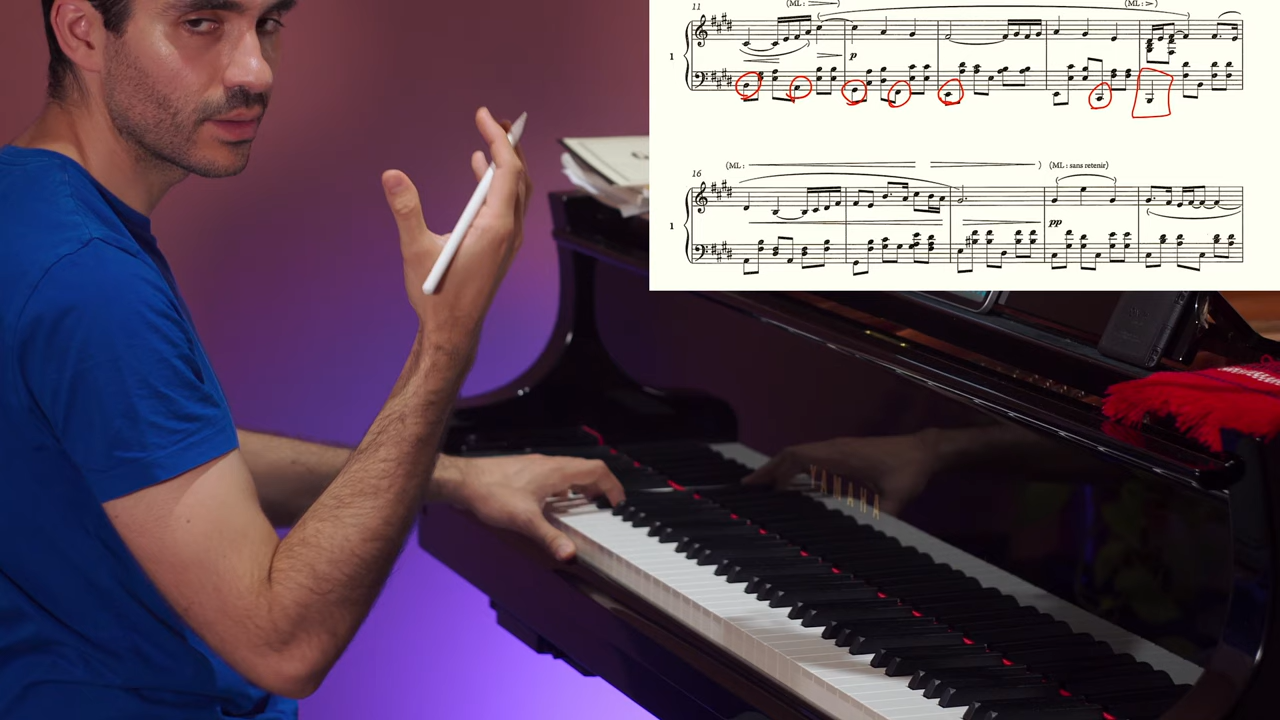 11
(ML :
(ML :
1
p
(ML :
) (ML : sans retenir)
16
1
pp
YAMAHA